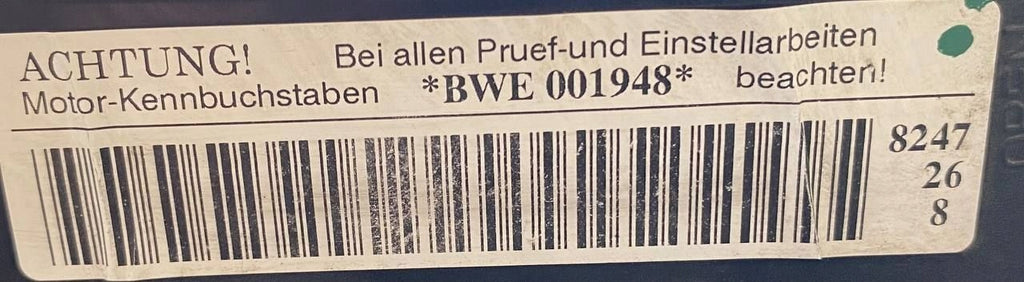 ACHTUNG! Bei allen Pruef-und Einstellarbeiten
Motor-Kennbuchstaben *BWE 001948* beachten!
8247
26
8